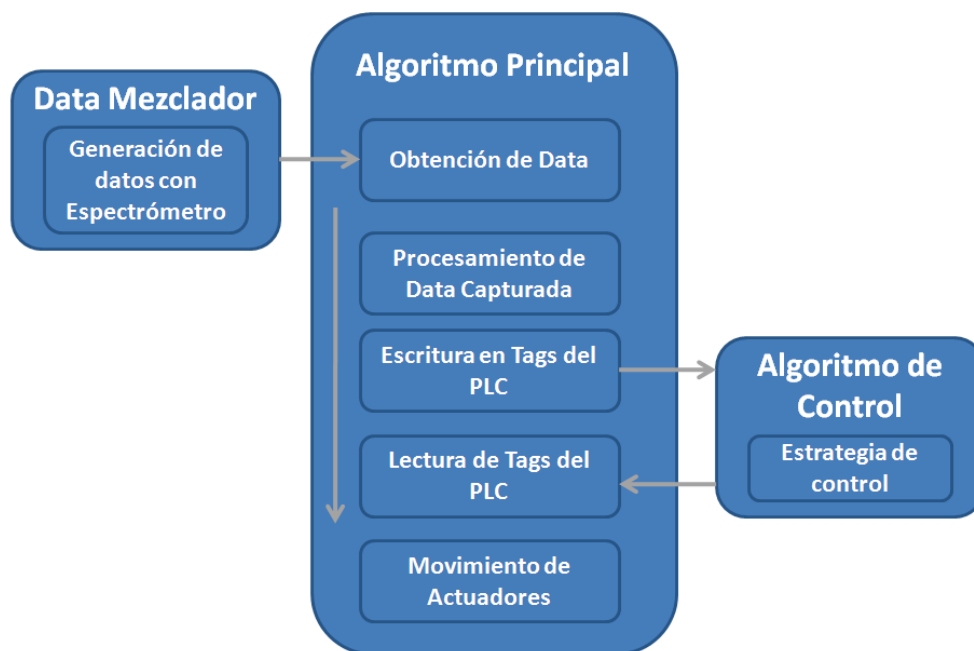 Data Mezclador
Generación de
datos con
Espectrómetro
Algoritmo Principal
Obtención de Data
Procesamiento de
Data Capturada
Escritura en Tags del
PLC
Lectura de Tags del
PLC
Movimiento de
Actuadores
Algoritmo de
Control
Estrategia de
control